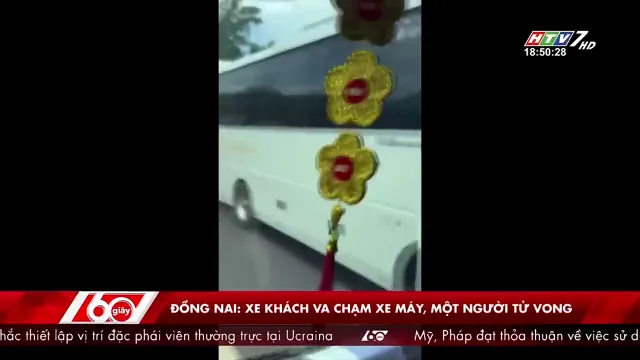 HTV7 HD
18:50:28
60 giây
ĐỒNG NAI: XE KHÁCH VA CHẠM XE MÁY, MỘT NGƯỜI TỬ VONG
hắc thiết lập vị trí đặc phái viên thường trực tại Ucraina 60 Mỹ, Pháp đạt thỏa thuận về việc sử d